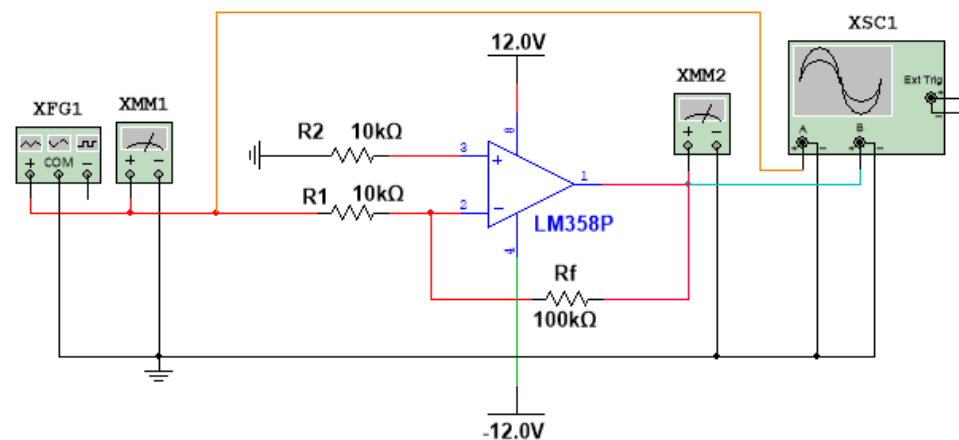 XSC1
12.0V
XMM2
Ext Trig
+
−
XFG1
XMM1
+ COM −
+ −
R2 10kΩ
R1 10kΩ
3
2
8
4
1
+
−
LM358P
+ −
A
B
+ −
+ −
Rf
100kΩ
-12.0V